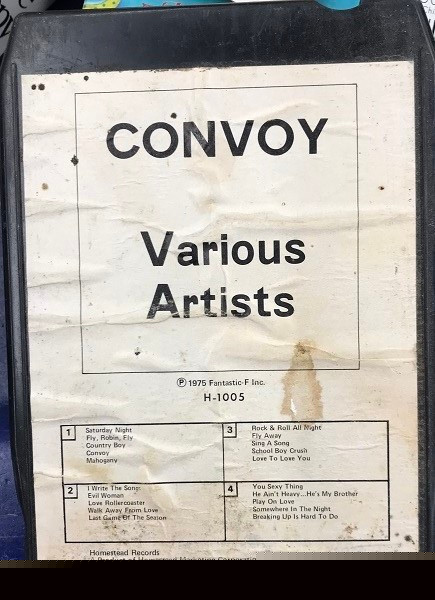 CONVOY
Various
Artists
℗ 1975 Fantastic-F Inc.
H-1005
1
Saturday Night
Fly, Robin, Fly
Country Boy
Convoy
Mahogany
2
I Write The Song
Evil Woman
Love Rollercoaster
Walk Away From Love
Last Game Of The Season
3
Rock & Roll All Night
Fly Away
Sing A Song
School Boy Crush
Love To Love You
4
You Sexy Thing
He Ain't Heavy...He's My Brother
Play On Love
Somewhere In The Night
Breaking Up Is Hard To Do
Homestead Records